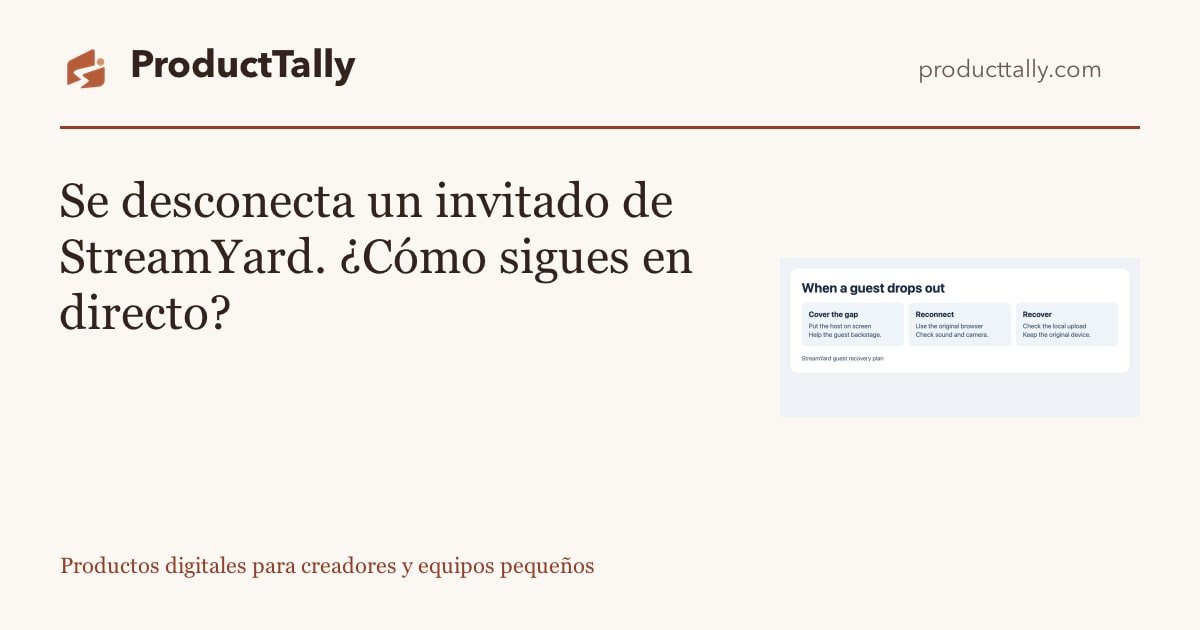 ProductTally
producttally.com
Se desconecta un invitado de
StreamYard. ¿Cómo sigues en
directo?
When a guest drops out
Cover the gap
Put the host on screen
Help the guest backstage.
Reconnect
Use the original browser
Check sound and camera.
Recover
Check the local upload
Keep the original device.
StreamYard guest recovery plan
Productos digitales para creadores y equipos pequeños